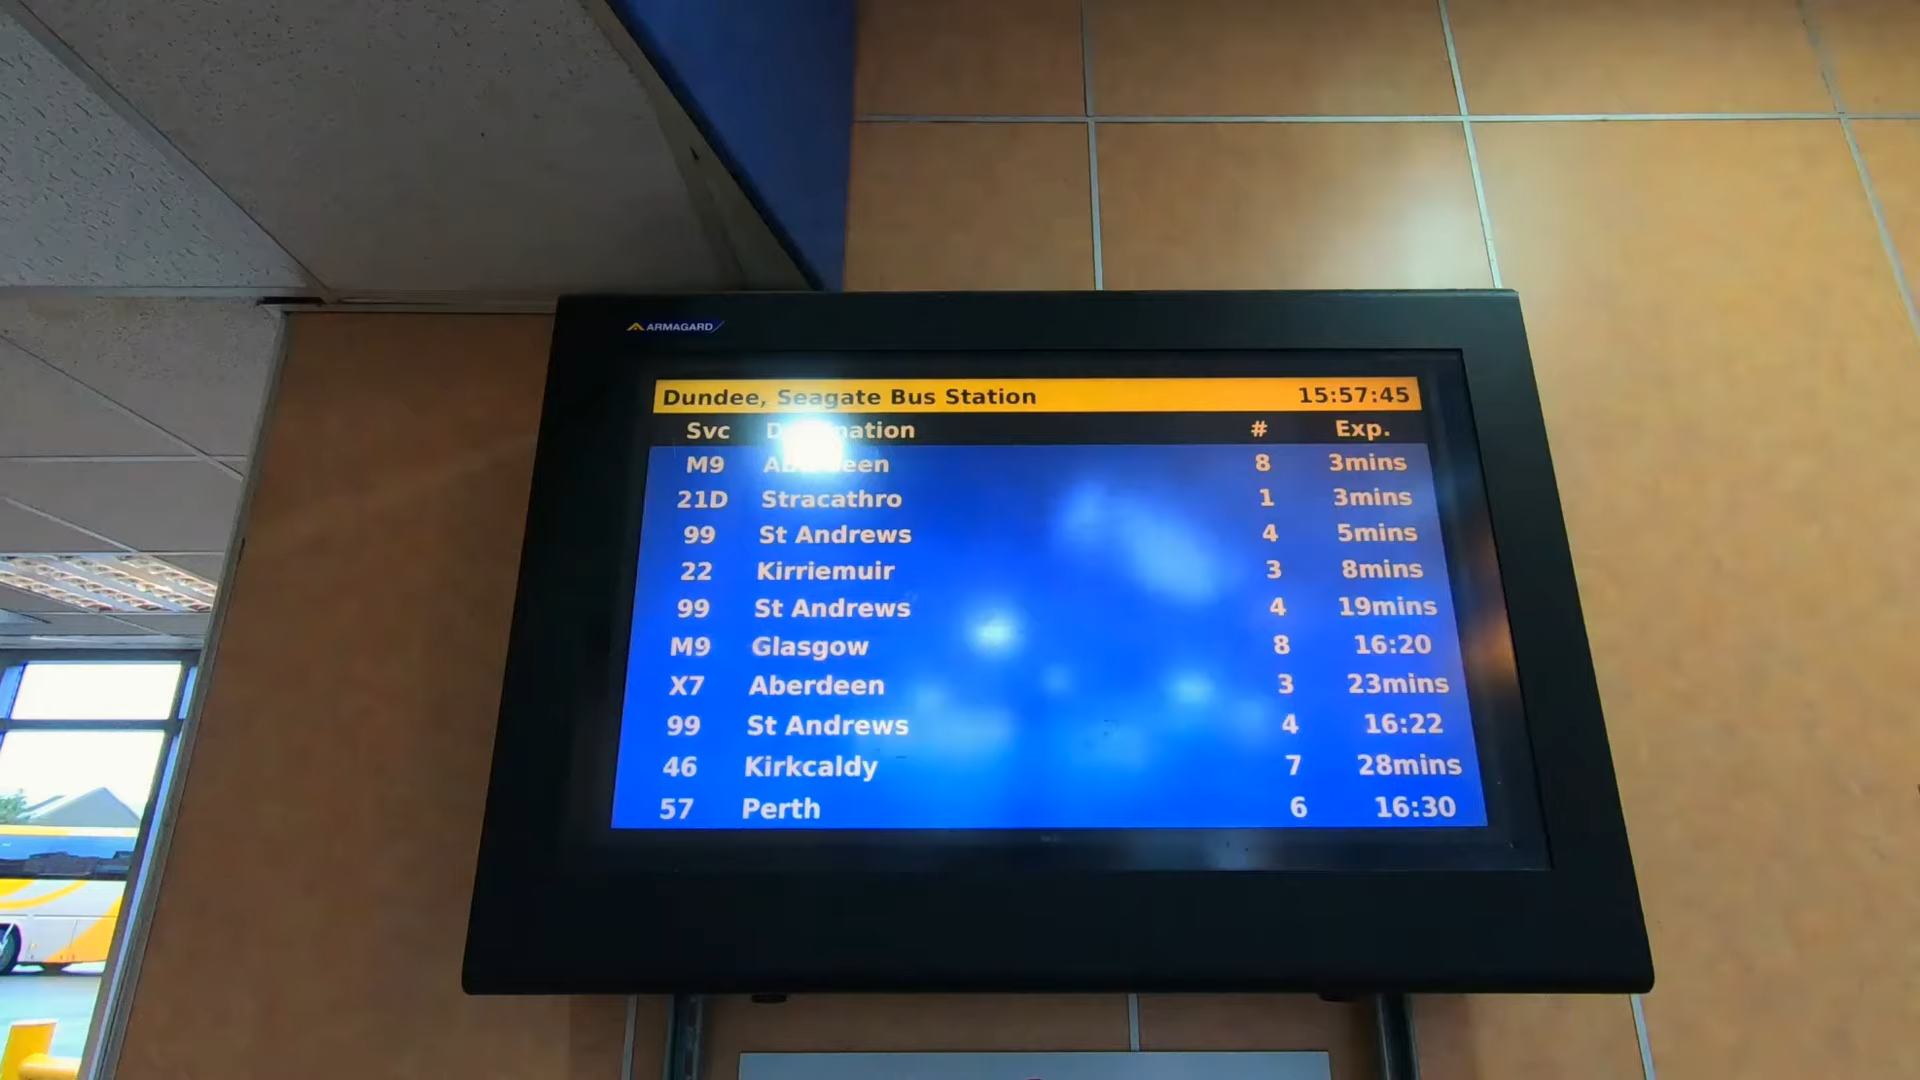 ARMAGARD
Dundee, Seagate Bus Station 15:57:45
Svc Destination # Exp.
M9 Aberdeen 8 3mins
21D Stracathro 1 3mins
99 St Andrews 4 5mins
22 Kirriemuir 3 8mins
99 St Andrews 4 19mins
M9 Glasgow 8 16:20
X7 Aberdeen 3 23mins
99 St Andrews 4 16:22
46 Kirkcaldy 7 28mins
57 Perth 6 16:30